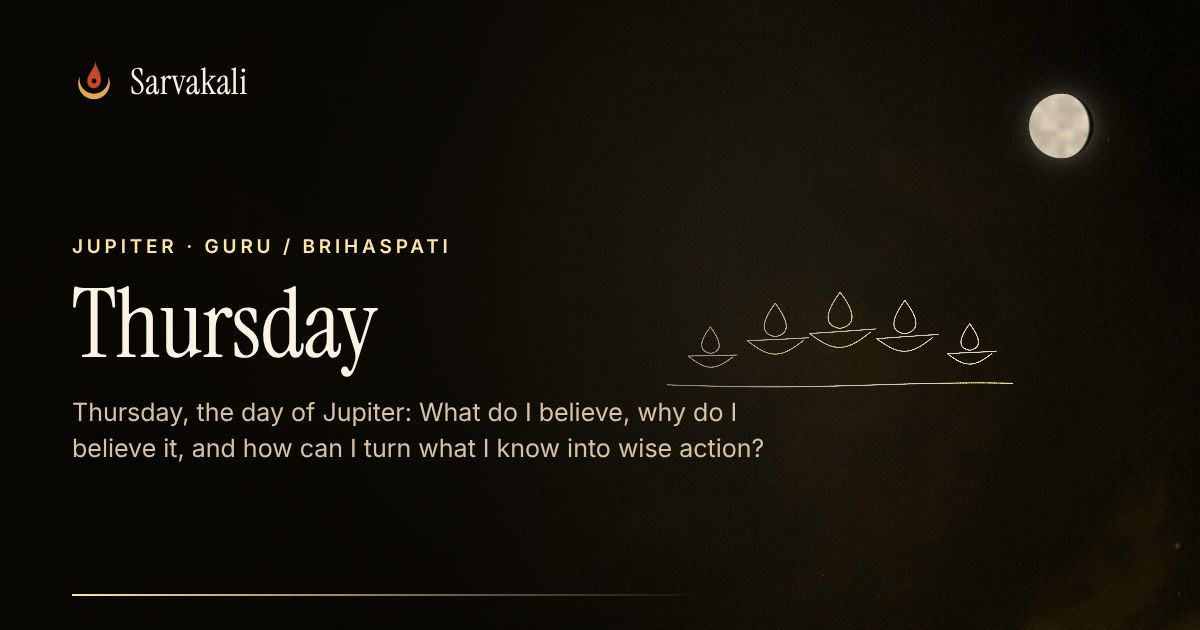 Sarvakali
JUPITER · GURU / BRIHASPATI
Thursday
Thursday, the day of Jupiter: What do I believe, why do I
believe it, and how can I turn what I know into wise action?